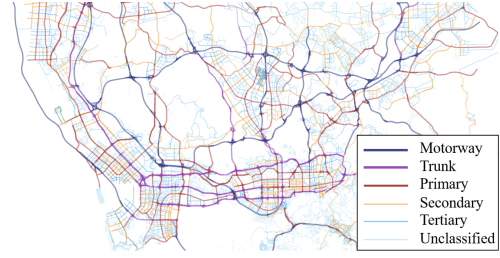 Motorway
Trunk
Primary
Secondary
Tertiary
Unclassified